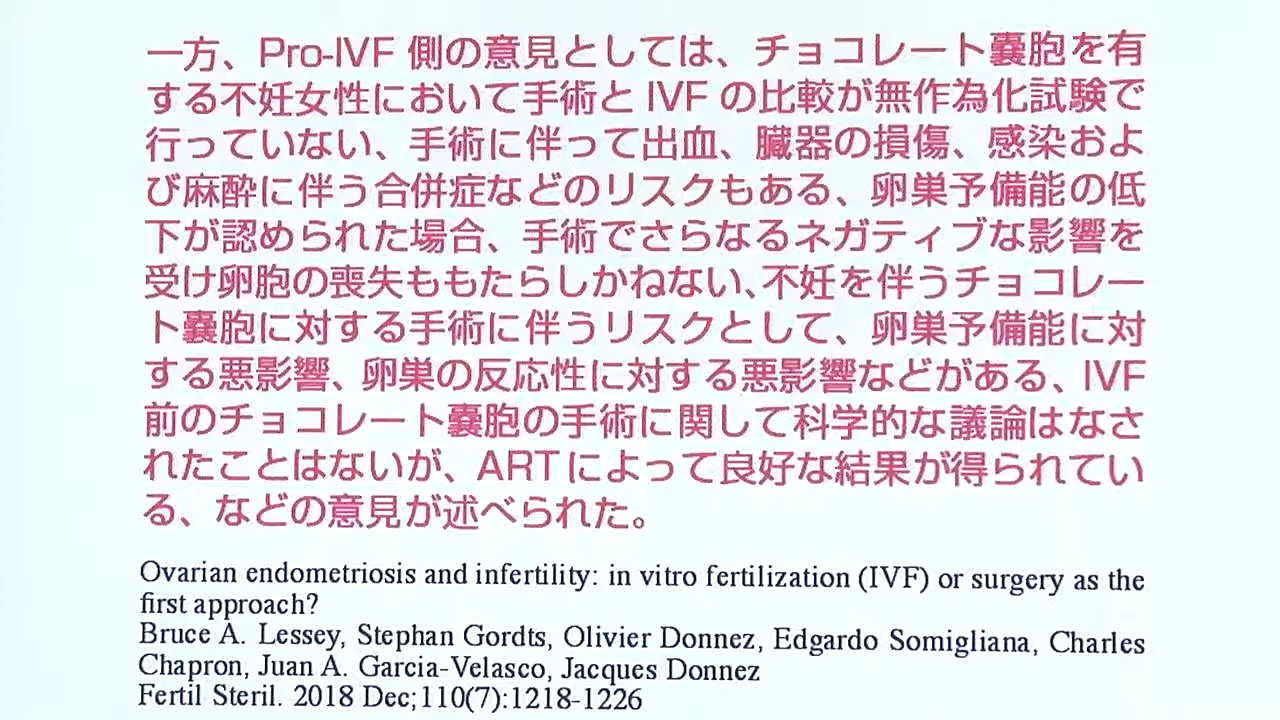 一方、Pro-IVF 側の意見としては、チョコレート嚢胞を有
する不妊女性において手術と IVF の比較が無作為化試験で
行っていない、手術に伴って出血、臓器の損傷、感染およ
び麻酔に伴う合併症などのリスクもある、卵巣予備能の低
下が認められた場合、手術でさらなるネガティブな影響を
受け卵胞の喪失ももたらしかねない、不妊を伴うチョコレー
ト嚢胞に対する手術に伴うリスクとして、卵巣予備能に対
する悪影響、卵巣の反応性に対する悪影響などがある、IVF
前のチョコレート嚢胞の手術に関して科学的な議論はなさ
れたことはないが、ARTによって良好な結果が得られてい
る、などの意見が述べられた。
Ovarian endometriosis and infertility: in vitro fertilization (IVF) or surgery as the
first approach?
Bruce A. Lessey, Stephan Gordts, Olivier Donnez, Edgardo Somigliana, Charles
Chapron, Juan A. Garcia-Velasco, Jacques Donnez
Fertil Steril. 2018 Dec;110(7):1218-1226